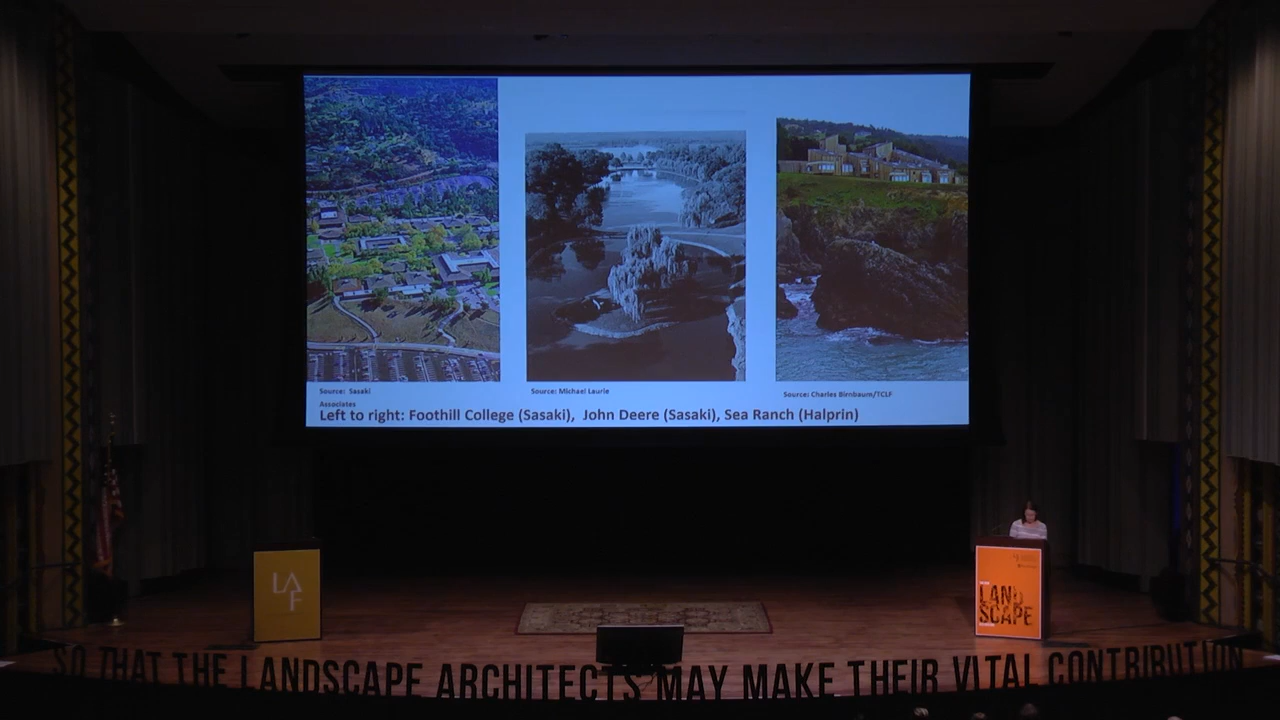 Source: Sasaki
Associates
Source: Michael Laurie
Source: Charles Birnbaum/TCLF
Left to right: Foothill College (Sasaki), John Deere (Sasaki), Sea Ranch (Halprin)
LAF
LAND
SCAPE
SO THAT THE LANDSCAPE ARCHITECTS MAY MAKE THEIR VITAL CONTRIBUTION